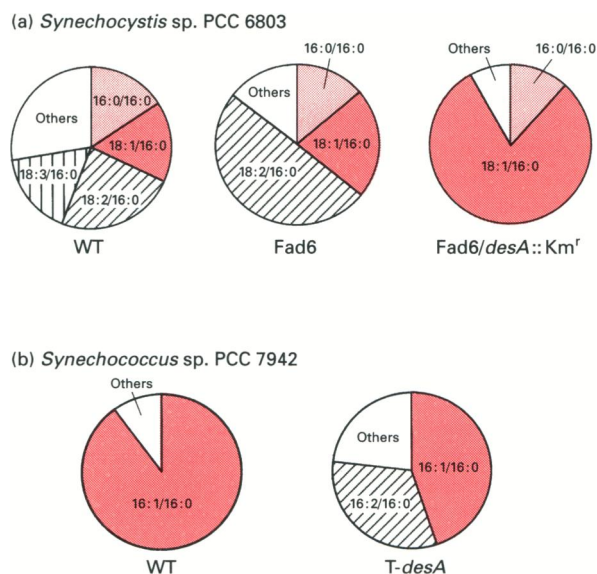 (a) Synechocystis sp. PCC 6803
16:0/16:0
18:1/16:0
18:2/16:0
18:3/16:0
Others
WT
16:0/16:0
18:1/16:0
18:2/16:0
Others
Fad6
Others
16:0/16:0
18:1/16:0
Fad6/desA::Kmʳ
(b) Synechococcus sp. PCC 7942
Others
16:1/16:0
WT
Others
16:1/16:0
16:2/16:0
T-desA